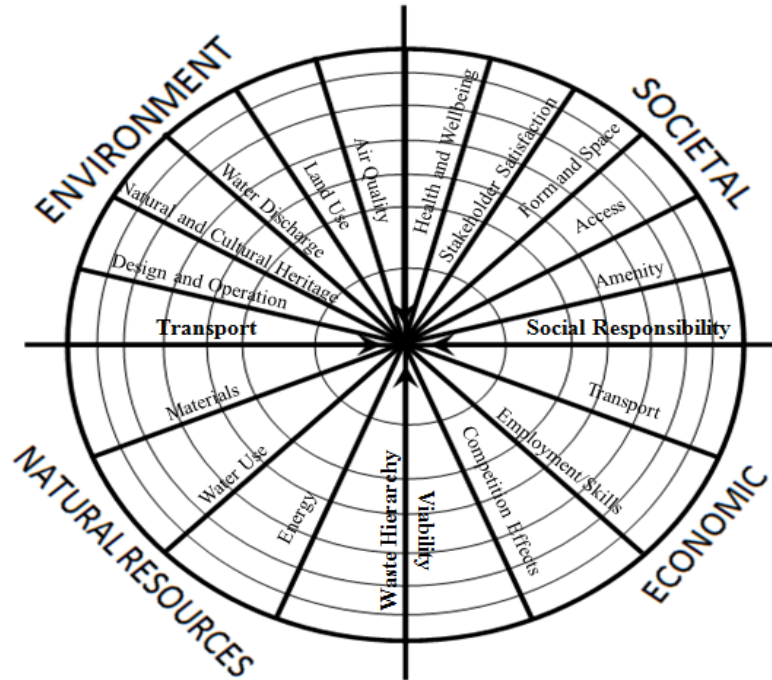 ENVIRONMENT
SOCIETAL
Air Quality
Land Use
Water Discharge
Natural and Cultural Heritage
Design and Operation
Transport
Health and Wellbeing
Stakeholder Satisfaction
Form and Space
Access
Amenity
Social Responsibility
Materials
Water Use
Energy
Waste Hierarchy
Viability
Competition Effects
Employment/Skills
Transport
NATURAL RESOURCES
ECONOMIC